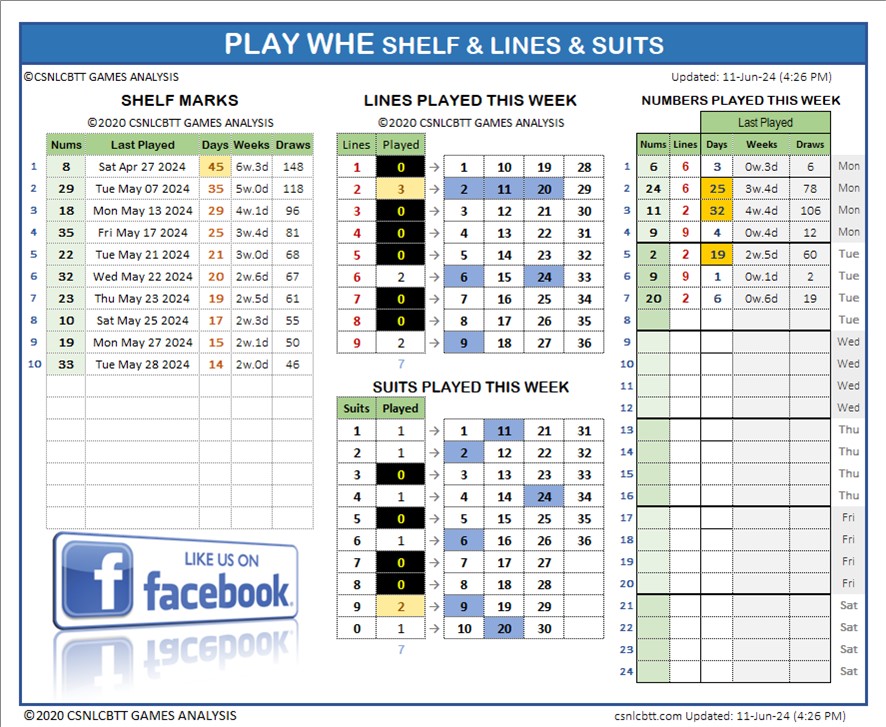 PLAY WHE SHELF & LINES & SUITS
©CSNLCBTT GAMES ANALYSIS
Updated: 11-Jun-24 (4:26 PM)
SHELF MARKS
©2020 CSNLCBTT GAMES ANALYSIS
Nums Last Played Days Weeks Draws
1 8 Sat Apr 27 2024 45 6w.3d 148
2 29 Tue May 07 2024 35 5w.0d 118
3 18 Mon May 13 2024 29 4w.1d 96
4 35 Fri May 17 2024 25 3w.4d 81
5 22 Tue May 21 2024 21 3w.0d 68
6 32 Wed May 22 2024 20 2w.6d 67
7 23 Thu May 23 2024 19 2w.5d 61
8 10 Sat May 25 2024 17 2w.3d 55
9 19 Mon May 27 2024 15 2w.1d 50
10 33 Tue May 28 2024 14 2w.0d 46
LIKE US ON
f facebook.
facebook.
LINES PLAYED THIS WEEK
©2020 CSNLCBTT GAMES ANALYSIS
Lines Played
1 0 → 1 10 19 28
2 3 → 2 11 20 29
3 0 → 3 12 21 30
4 0 → 4 13 22 31
5 0 → 5 14 23 32
6 2 → 6 15 24 33
7 0 → 7 16 25 34
8 0 → 8 17 26 35
9 2 → 9 18 27 36
7
SUITS PLAYED THIS WEEK
Suits Played
1 1 → 1 11 21 31
2 1 → 2 12 22 32
3 0 → 3 13 23 33
4 1 → 4 14 24 34
5 0 → 5 15 25 35
6 1 → 6 16 26 36
7 0 → 7 17 27
8 0 → 8 18 28
9 2 → 9 19 29
0 1 → 10 20 30
7
NUMBERS PLAYED THIS WEEK
Last Played
Nums Lines Days Weeks Draws
1 6 6 3 0w.3d 6 Mon
2 24 6 25 3w.4d 78 Mon
3 11 2 32 4w.4d 106 Mon
4 9 9 4 0w.4d 12 Mon
5 2 2 19 2w.5d 60 Tue
6 9 9 1 0w.1d 2 Tue
7 20 2 6 0w.6d 19 Tue
8 Tue
9 Wed
10 Wed
11 Wed
12 Wed
13 Thu
14 Thu
15 Thu
16 Thu
17 Fri
18 Fri
19 Fri
20 Fri
21 Sat
22 Sat
23 Sat
24 Sat
©2020 CSNLCBTT GAMES ANALYSIS
csnlcbtt.com Updated: 11-Jun-24 (4:26 PM)